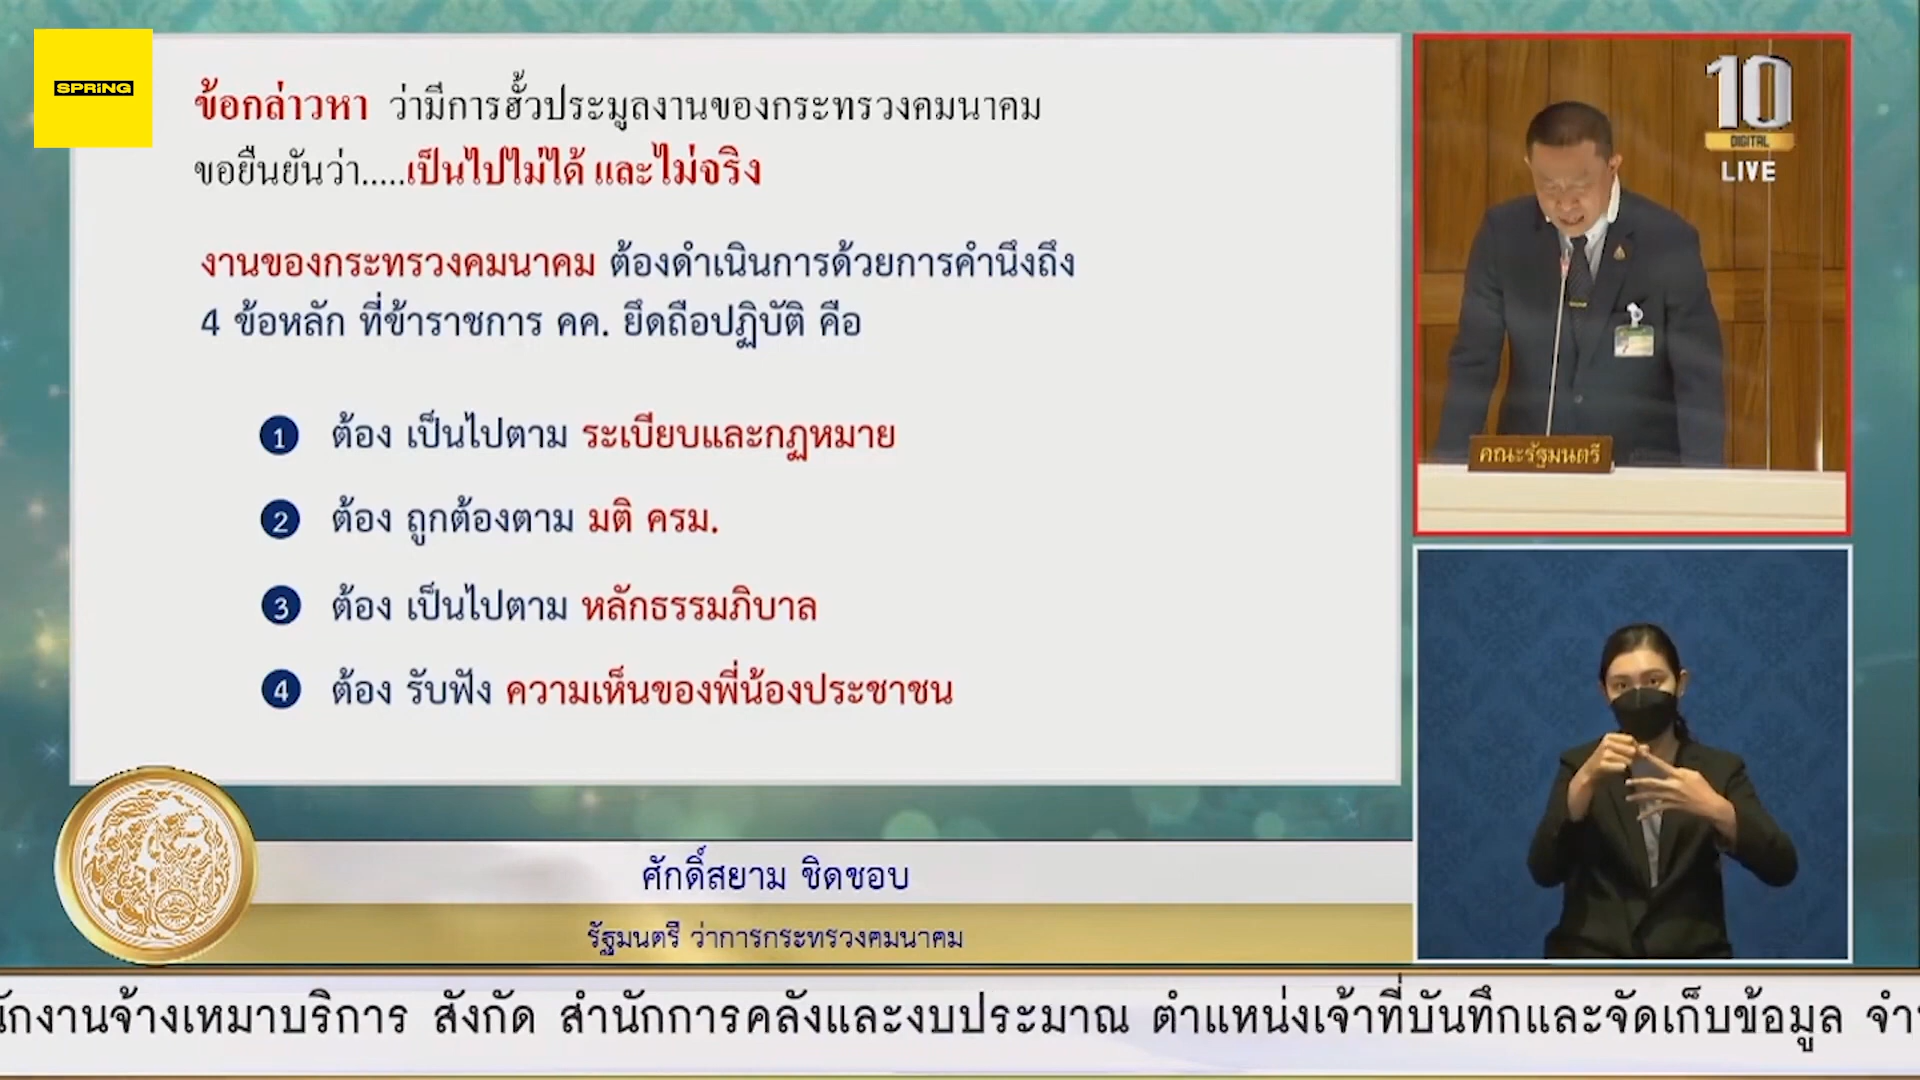 SPRiNG
ข้อกล่าวหา ว่ามีการฮั้วประมูลงานของกระทรวงคมนาคม
ขอยืนยันว่า.....เป็นไปไม่ได้ และไม่จริง
งานของกระทรวงคมนาคม ต้องดำเนินการด้วยการคำนึงถึง
4 ข้อหลัก ที่ข้าราชการ คค. ยึดถือปฏิบัติ คือ
1 ต้อง เป็นไปตาม ระเบียบและกฏหมาย
2 ต้อง ถูกต้องตาม มติ ครม.
3 ต้อง เป็นไปตาม หลักธรรมภิบาล
4 ต้อง รับฟัง ความเห็นของพี่น้องประชาชน
10
DIGITAL
LIVE
คณะรัฐมนตรี
ศักดิ์สยาม ชิดชอบ
รัฐมนตรี ว่าการกระทรวงคมนาคม
นักงานจ้างเหมาบริการ สังกัด สำนักการคลังและงบประมาณ ตำแหน่งเจ้าที่บันทึกและจัดเก็บข้อมูล